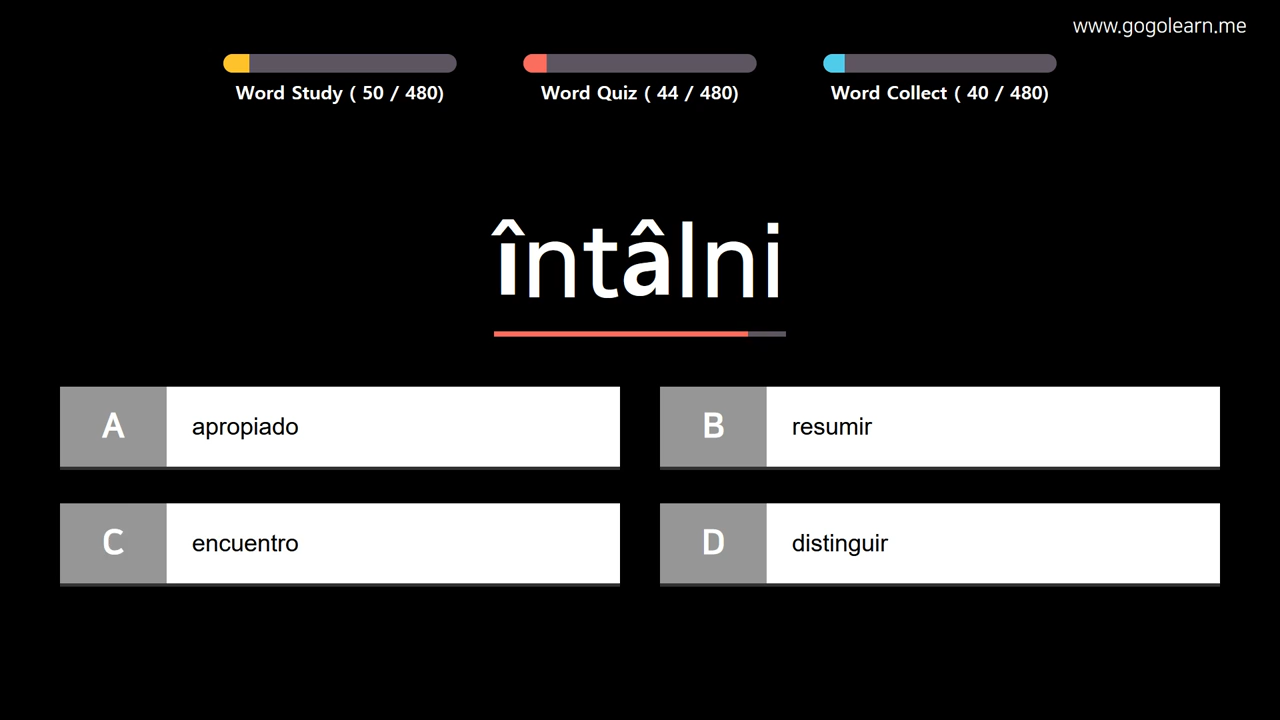 www.gogolearn.me
Word Study ( 50 / 480)
Word Quiz ( 44 / 480)
Word Collect ( 40 / 480)
întâlni
A apropiado
B resumir
C encuentro
D distinguir